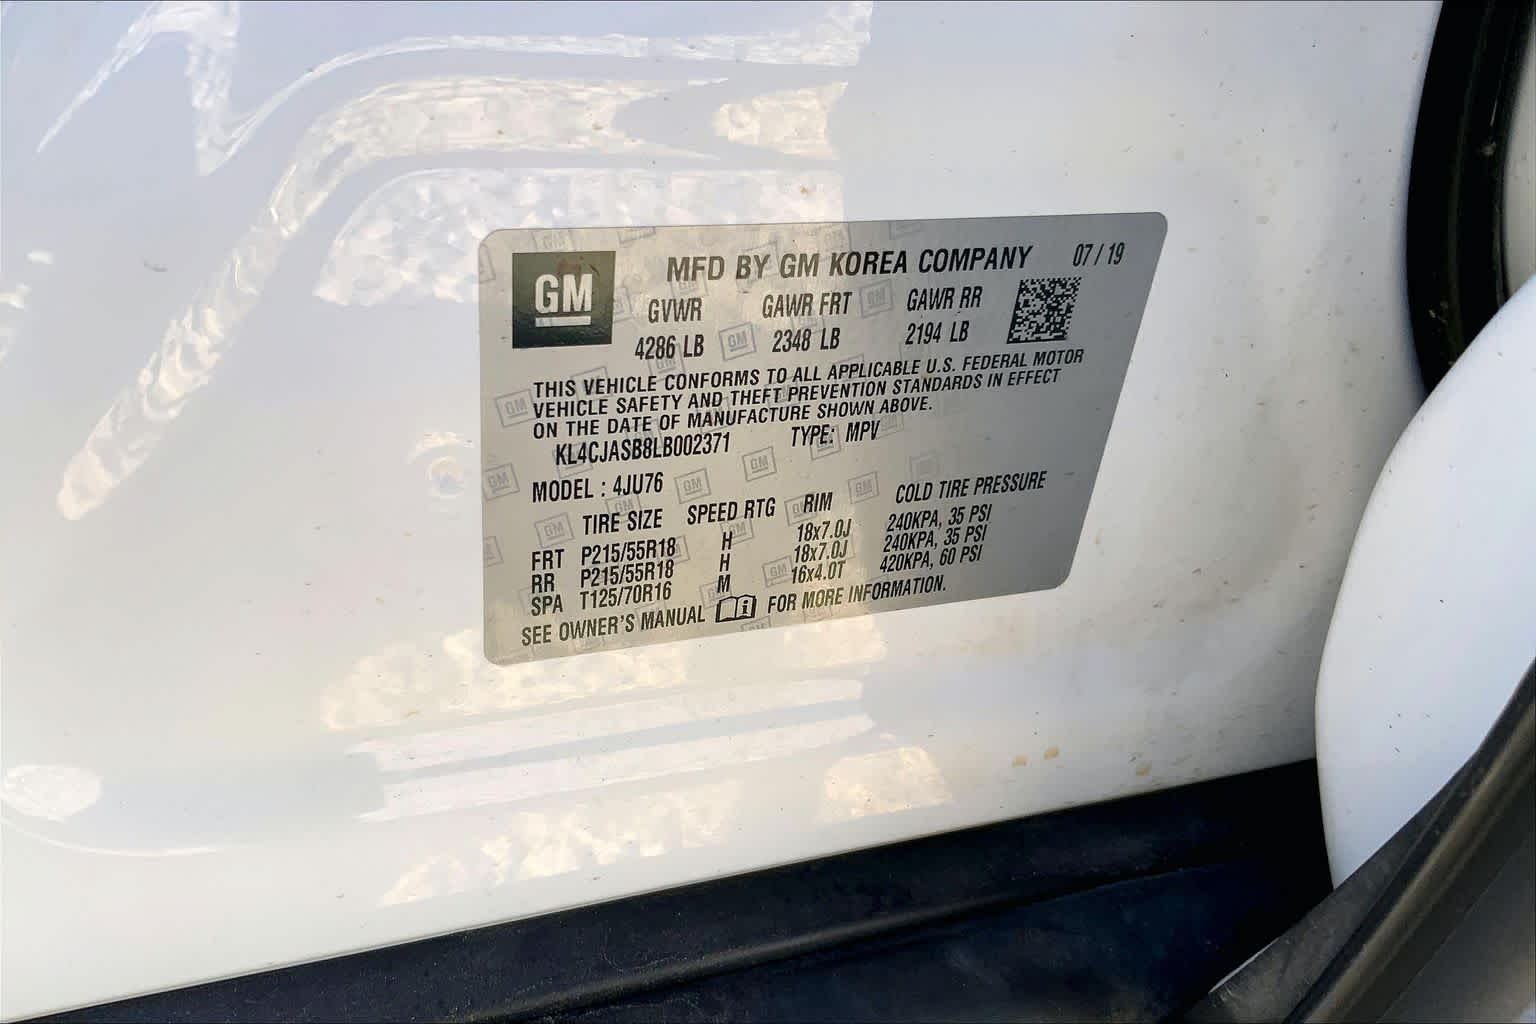 GM
MFD BY GM KOREA COMPANY 07/19
GVWR GAWR FRT GAWR RR
4286 LB 2348 LB 2194 LB
THIS VEHICLE CONFORMS TO ALL APPLICABLE U.S. FEDERAL MOTOR
VEHICLE SAFETY AND THEFT PREVENTION STANDARDS IN EFFECT
ON THE DATE OF MANUFACTURE SHOWN ABOVE.
KL4CJASB8LB002371 TYPE: MPV
MODEL : 4JU76
TIRE SIZE SPEED RTG RIM COLD TIRE PRESSURE
FRT P215/55R18 H 18x7.0J 240KPA, 35 PSI
RR P215/55R18 H 18x7.0J 240KPA, 35 PSI
SPA T125/70R16 M 16x4.0T 420KPA, 60 PSI
SEE OWNER'S MANUAL FOR MORE INFORMATION.